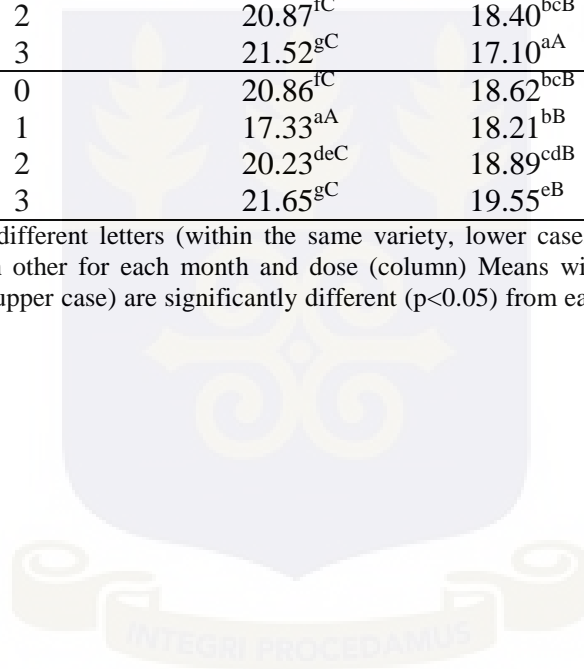 2 20.87fC 18.40bcB
3 21.52gC 17.10aA
0 20.86fC 18.62bcB
1 17.33aA 18.21bB
2 20.23deC 18.89cdB
3 21.65gC 19.55eB
different letters (within the same variety, lower case
other for each month and dose (column) Means wi
upper case) are significantly different (p<0.05) from ea
INTEGRI PROCEDAMUS